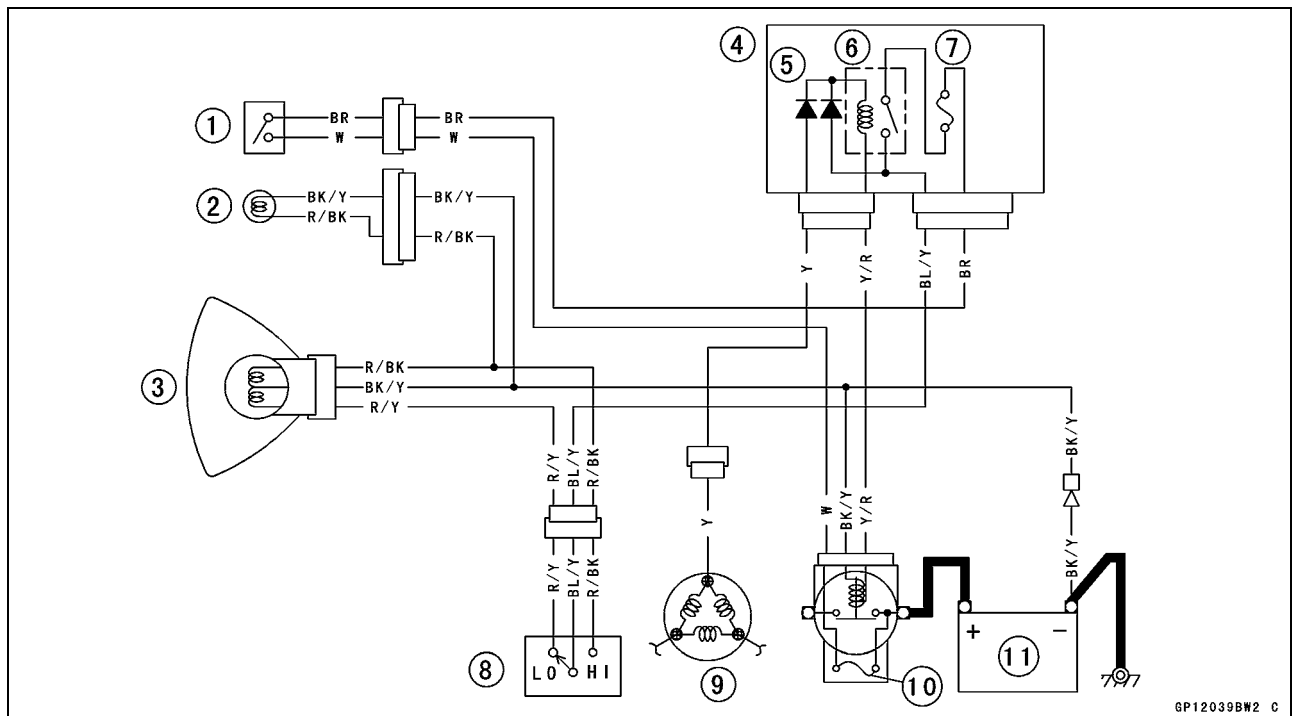 4
5
6
7
1
BR
BR
W
W
2
BK/Y
BK/Y
R/BK
R/BK
Y
Y/R
BL/Y
BR
3
R/BK
BK/Y
R/Y
BK/Y
R/Y
BL/Y
R/BK
Y
W
BK/Y
Y/R
BK/Y
R/Y
BL/Y
R/BK
+
−
8
LO
HI
9
10
11
GP12039BW2 C